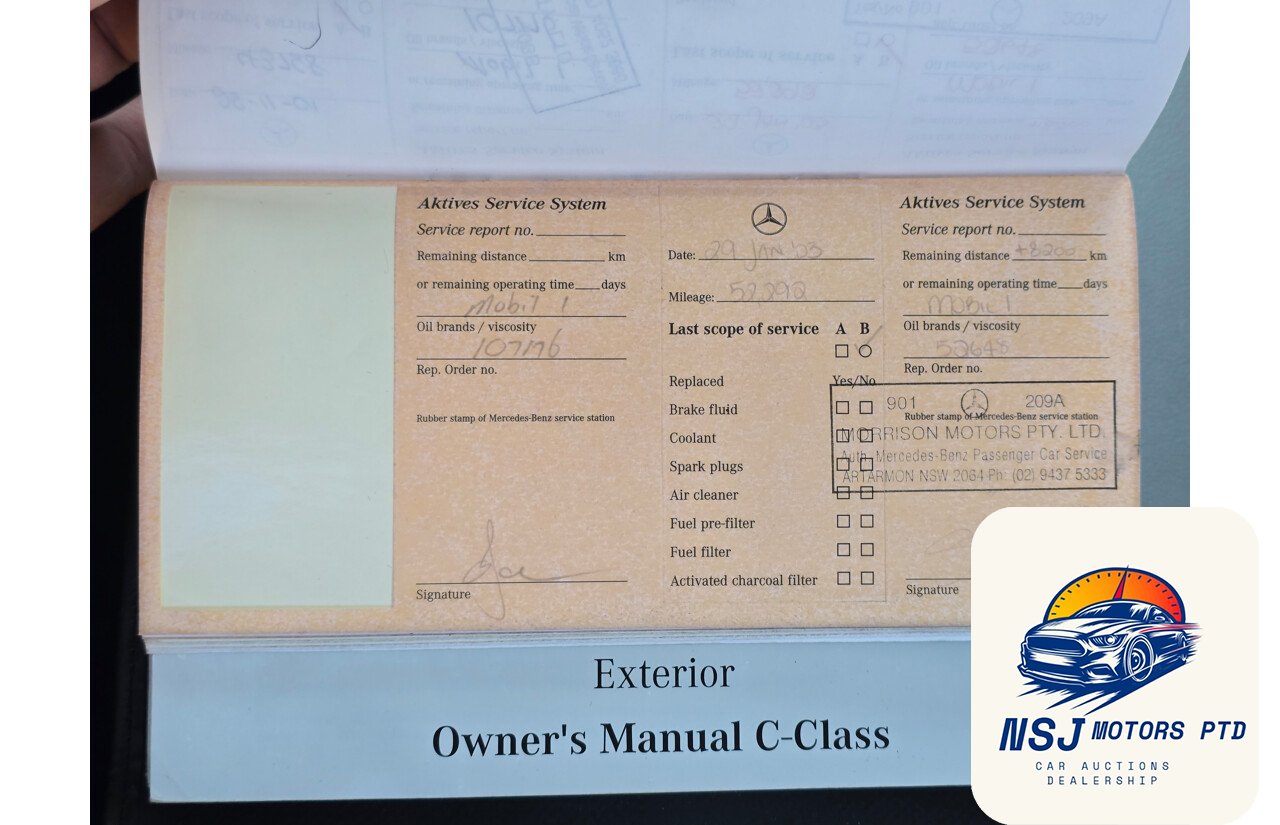 Aktives Service System
Service report no.
Remaining distance km
or remaining operating time days
Mobil 1
Oil brands / viscosity
107176
Rep. Order no.
Rubber stamp of Mercedes-Benz service station
Signature
Date: 29 JAN '03
Mileage: 52292
Last scope of service A B
Replaced Yes/No
Brake fluid
Coolant
Spark plugs
Air cleaner
Fuel pre-filter
Fuel filter
Activated charcoal filter
Aktives Service System
Service report no.
Remaining distance +8200 km
or remaining operating time days
Mobil 1
Oil brands / viscosity
52648
Rep. Order no.
901 209A
Rubber stamp of Mercedes-Benz service station
MORRISON MOTORS PTY. LTD.
Auth. Mercedes-Benz Passenger Car Service
ARTARMON NSW 2064 Ph: (02) 9437 5333
Signature
Exterior
Owner's Manual C-Class
NSJ MOTORS PTD
CAR AUCTIONS
DEALERSHIP